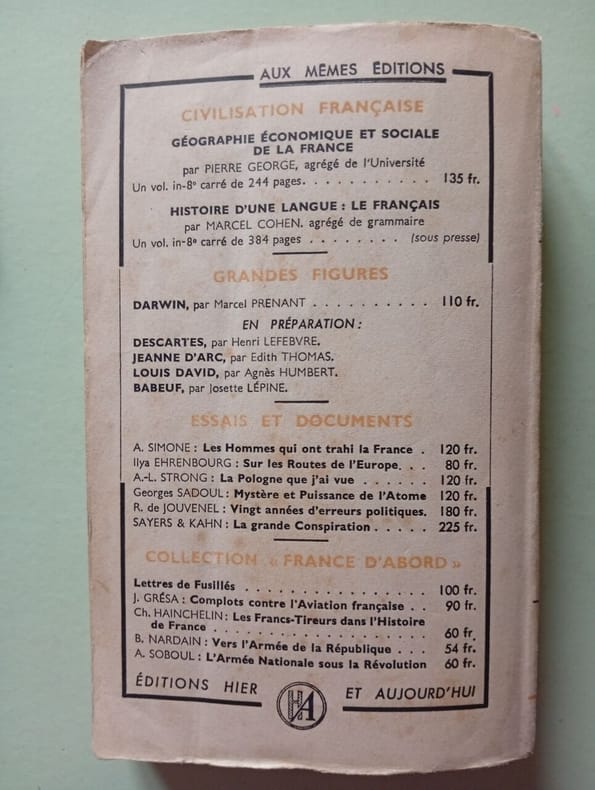 AUX MÊMES ÉDITIONS
CIVILISATION FRANÇAISE
GÉOGRAPHIE ÉCONOMIQUE ET SOCIALE
DE LA FRANCE
par PIERRE GEORGE, agrégé de l'Université
Un vol. in-8º carré de 244 pages. . . . . . . . . . . 135 fr.
HISTOIRE D'UNE LANGUE : LE FRANÇAIS
par MARCEL COHEN. agrégé de grammaire
Un vol. in-8º carré de 384 pages . . . . . . . . (sous presse)
GRANDES FIGURES
DARWIN, par Marcel PRENANT . . . . . . . . . . 110 fr.
EN PRÉPARATION :
DESCARTES, par Henri LEFEBVRE.
JEANNE D'ARC, par Edith THOMAS.
LOUIS DAVID, par Agnès HUMBERT.
BABEUF, par Josette LÉPINE.
ESSAIS ET DOCUMENTS
A. SIMONE : Les Hommes qui ont trahi la France . 120 fr.
Ilya EHRENBOURG : Sur les Routes de l'Europe. . . 80 fr.
A.-L. STRONG : La Pologne que j'ai vue . . . . . . 120 fr.
Georges SADOUL : Mystère et Puissance de l'Atome 120 fr.
R. de JOUVENEL : Vingt années d'erreurs politiques. 180 fr.
SAYERS & KAHN : La grande Conspiration . . . . . 225 fr.
COLLECTION « FRANCE D'ABORD »
Lettres de Fusillés . . . . . . . . . . . . . . . 100 fr.
J. GRÉSA : Complots contre l'Aviation française . . 90 fr.
Ch. HAINCHELIN : Les Francs-Tireurs dans l'Histoire
de France . . . . . . . . . . . . . . . . . . 60 fr
B. NARDAIN : Vers l'Armée de la République . . . 54 fr.
A. SOBOUL : L'Armée Nationale sous la Révolution 60 fr.
ÉDITIONS HIER HA ET AUJOURD'HUI